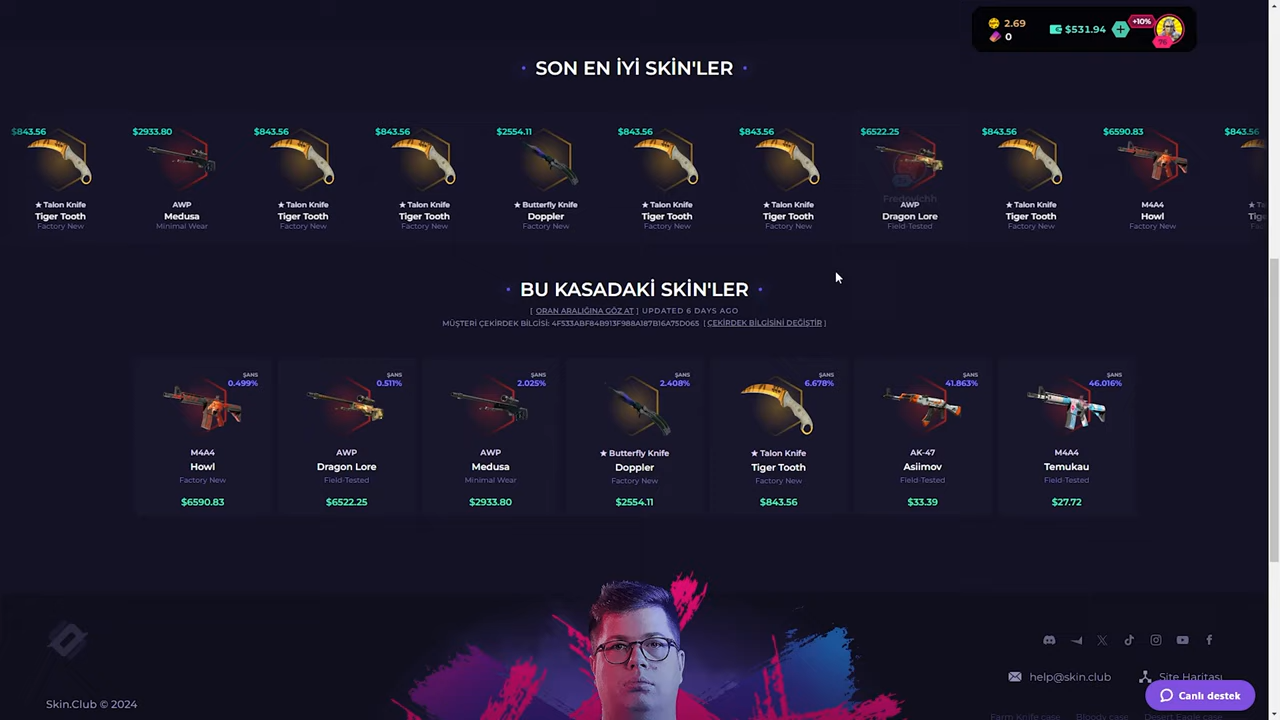 2.69
0
$531.94
+10%
76
SON EN İYİ SKİN'LER
$843.56
★ Talon Knife
Tiger Tooth
Factory New
$2933.80
AWP
Medusa
Minimal Wear
$843.56
★ Talon Knife
Tiger Tooth
Factory New
$843.56
★ Talon Knife
Tiger Tooth
Factory New
$2554.11
★ Butterfly Knife
Doppler
Factory New
$843.56
★ Talon Knife
Tiger Tooth
Factory New
$843.56
★ Talon Knife
Tiger Tooth
Factory New
$6522.25
Fredovichh
AWP
Dragon Lore
Field-Tested
$843.56
★ Talon Knife
Tiger Tooth
Factory New
$6590.83
M4A4
Howl
Factory New
$843.56
BU KASADAKİ SKİN'LER
[ ORAN ARALIĞINA GÖZ AT ] UPDATED 6 DAYS AGO
MÜŞTERİ ÇEKİRDEK BİLGİSİ: 4F533ABF84B913F988A187B16A75D065 [ ÇEKİRDEK BİLGİSİNİ DEĞİŞTİR ]
ŞANS
0.499%
M4A4
Howl
Factory New
$6590.83
ŞANS
0.511%
AWP
Dragon Lore
Field-Tested
$6522.25
ŞANS
2.025%
AWP
Medusa
Minimal Wear
$2933.80
ŞANS
2.408%
★ Butterfly Knife
Doppler
Factory New
$2554.11
ŞANS
6.678%
★ Talon Knife
Tiger Tooth
Factory New
$843.56
ŞANS
41.863%
AK-47
Asiimov
Field-Tested
$33.39
ŞANS
46.016%
M4A4
Temukau
Field-Tested
$27.72
help@skin.club
Site Haritası
Canlı destek
Skin.Club © 2024
Farm Knife case
Bloody case
Desert Eagle case